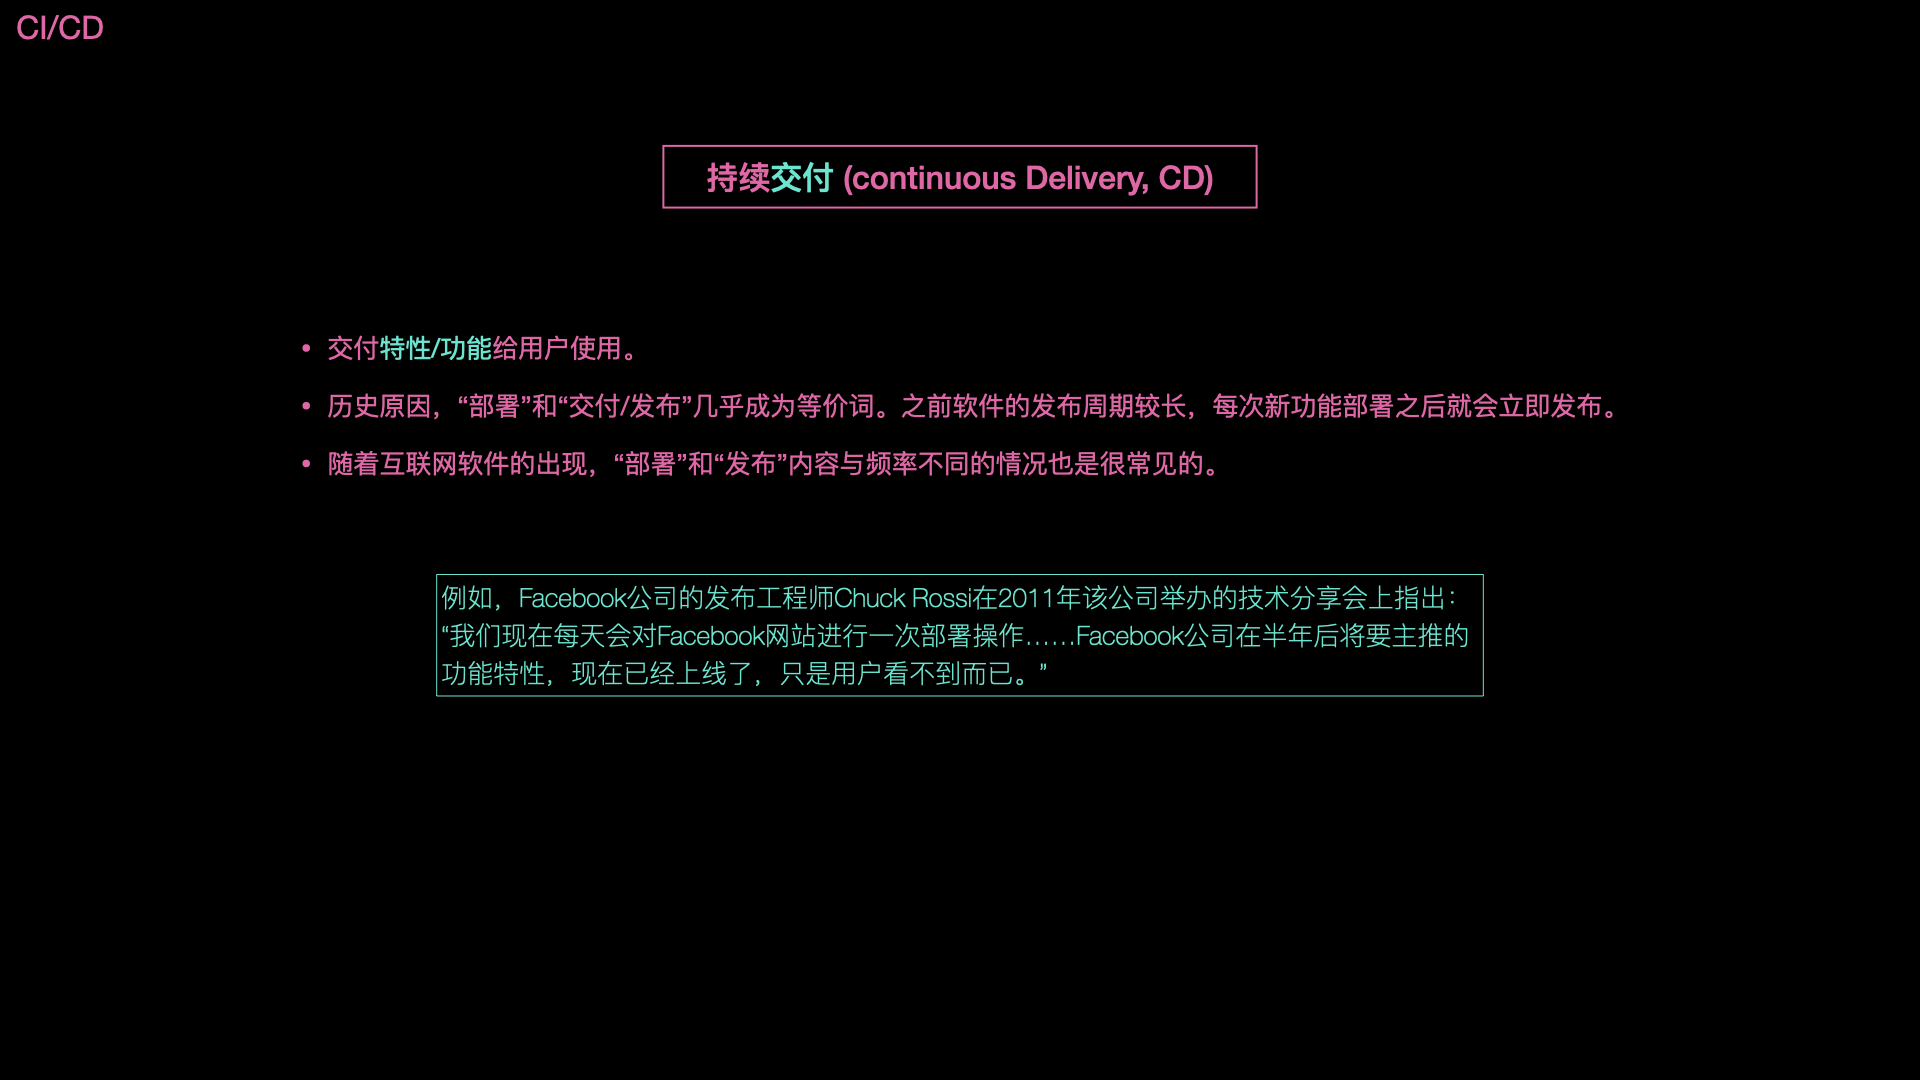 CI/CD
持续交付 (continuous Delivery, CD)
• 交付特性/功能给用户使用。
• 历史原因，“部署”和“交付/发布”几乎成为等价词。之前软件的发布周期较长，每次新功能部署之后就会立即发布。
• 随着互联网软件的出现，“部署”和“发布”内容与频率不同的情况也是很常见的。
例如，Facebook公司的发布工程师Chuck Rossi在2011年该公司举办的技术分享会上指出：
“我们现在每天会对Facebook网站进行一次部署操作……Facebook公司在半年后将要主推的
功能特性，现在已经上线了，只是用户看不到而已。”